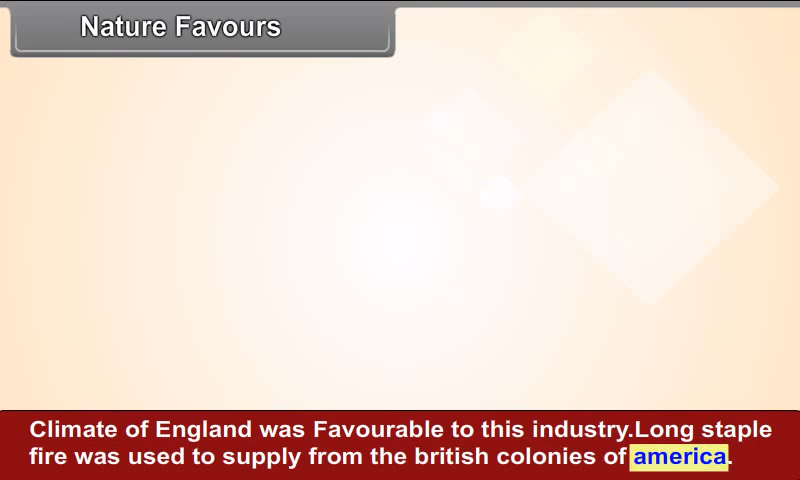 Nature Favours
Climate of England was Favourable to this industry.Long staple
fire was used to supply from the british colonies of america.